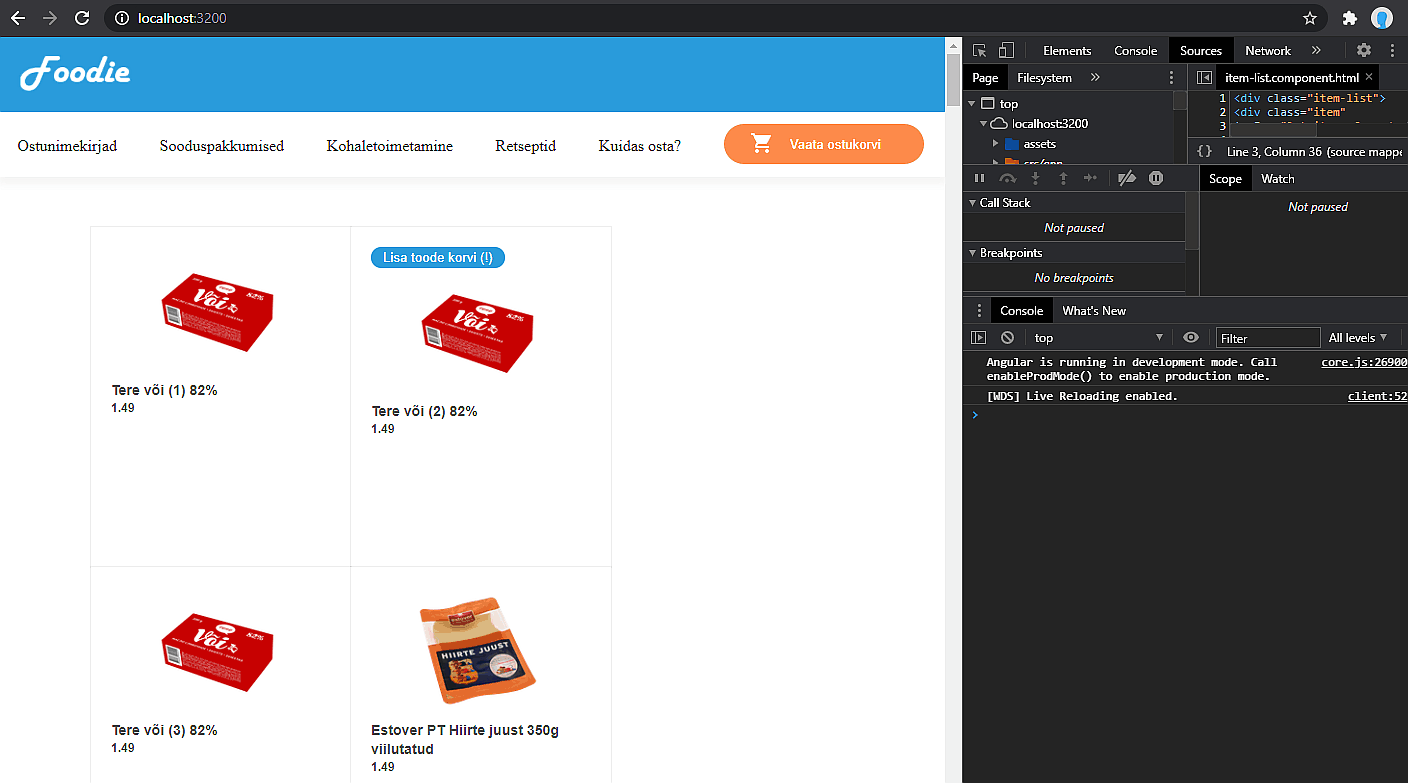 localhost:3200
Foodie
Ostunimekirjad
Sooduspakkumised
Kohaletoimetamine
Retseptid
Kuidas osta?
Vaata ostukorvi
Lisa toode korvi (!)
Või
Või
Tere või (1) 82%
1.49
Tere või (2) 82%
1.49
Või
HIIRTE JUUST
Tere või (3) 82%
1.49
Estover PT Hiirte juust 350g
viilutatud
1.49
Elements
Console
Sources
Network
Page
Filesystem
item-list.component.html
top
localhost:3200
assets
src/app
1 <div class="item-list">
2 <div class="item"
3
{} Line 3, Column 36 (source mappe
Scope
Watch
Call Stack
Not paused
Not paused
Breakpoints
No breakpoints
Console
What's New
top
Filter
All levels
Angular is running in development mode. Call core.js:26900
enableProdMode() to enable production mode.
[WDS] Live Reloading enabled. client:52